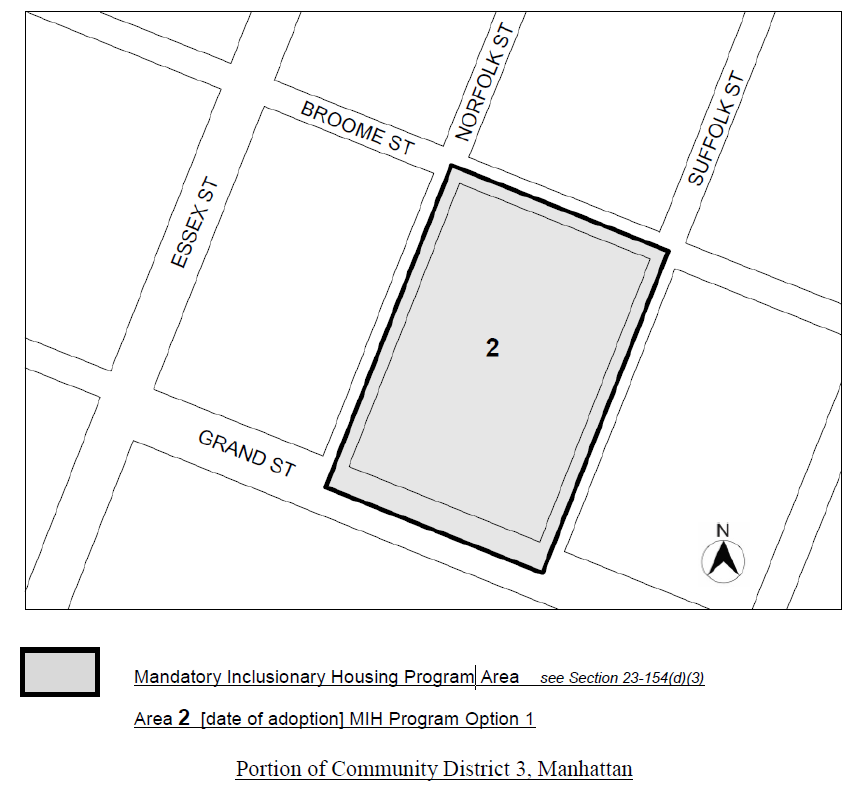 NORFOLK ST
SUFFOLK ST
BROOME ST
ESSEX ST
2
GRAND ST
N
Mandatory Inclusionary Housing Program Area see Section 23-154(d)(3)
Area 2 [date of adoption] MIH Program Option 1
Portion of Community District 3, Manhattan